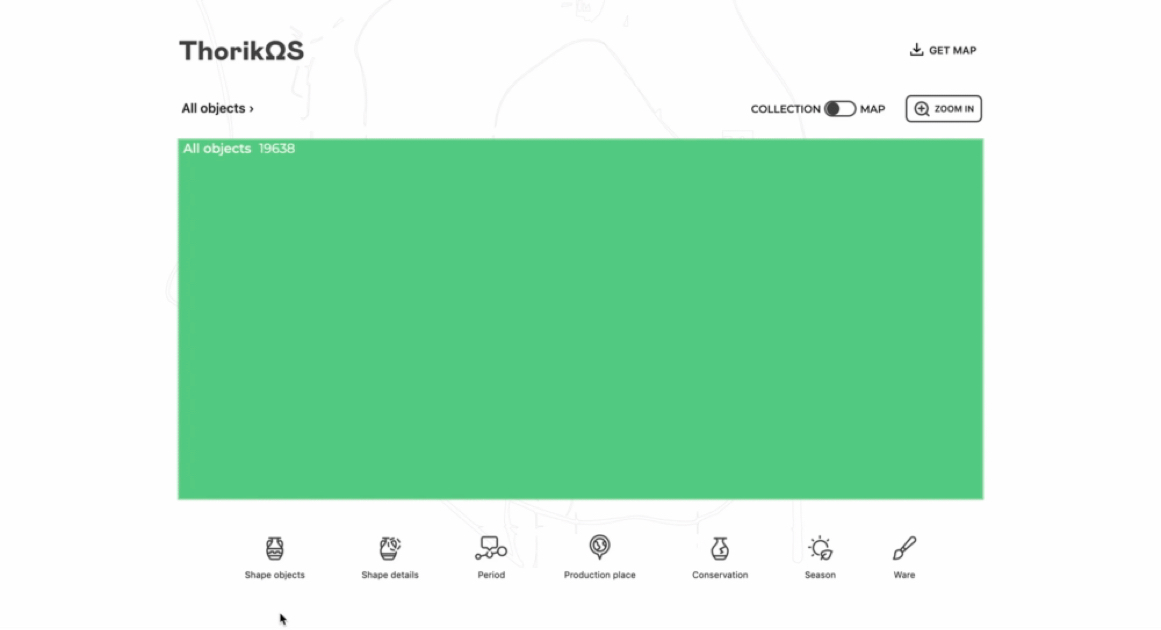 ThorikΩS
GET MAP
All objects ›
COLLECTION MAP
ZOOM IN
All objects 19638
Shape objects
Shape details
Period
Production place
Conservation
Season
Ware